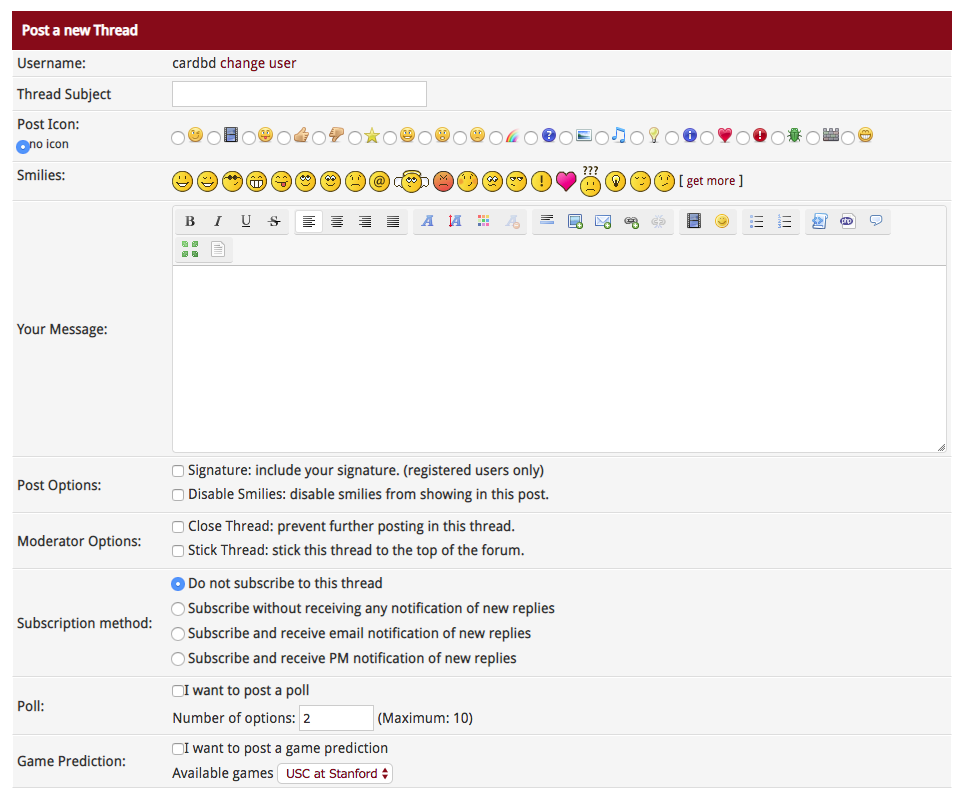 Post a new Thread
Username: cardbd change user
Thread Subject
Post Icon:
no icon
Smilies: ??? [ get more ]
B I U S
Your Message:
Post Options:
Signature: include your signature. (registered users only)
Disable Smilies: disable smilies from showing in this post.
Moderator Options:
Close Thread: prevent further posting in this thread.
Stick Thread: stick this thread to the top of the forum.
Subscription method:
Do not subscribe to this thread
Subscribe without receiving any notification of new replies
Subscribe and receive email notification of new replies
Subscribe and receive PM notification of new replies
Poll:
I want to post a poll
Number of options: 2 (Maximum: 10)
Game Prediction:
I want to post a game prediction
Available games USC at Stanford